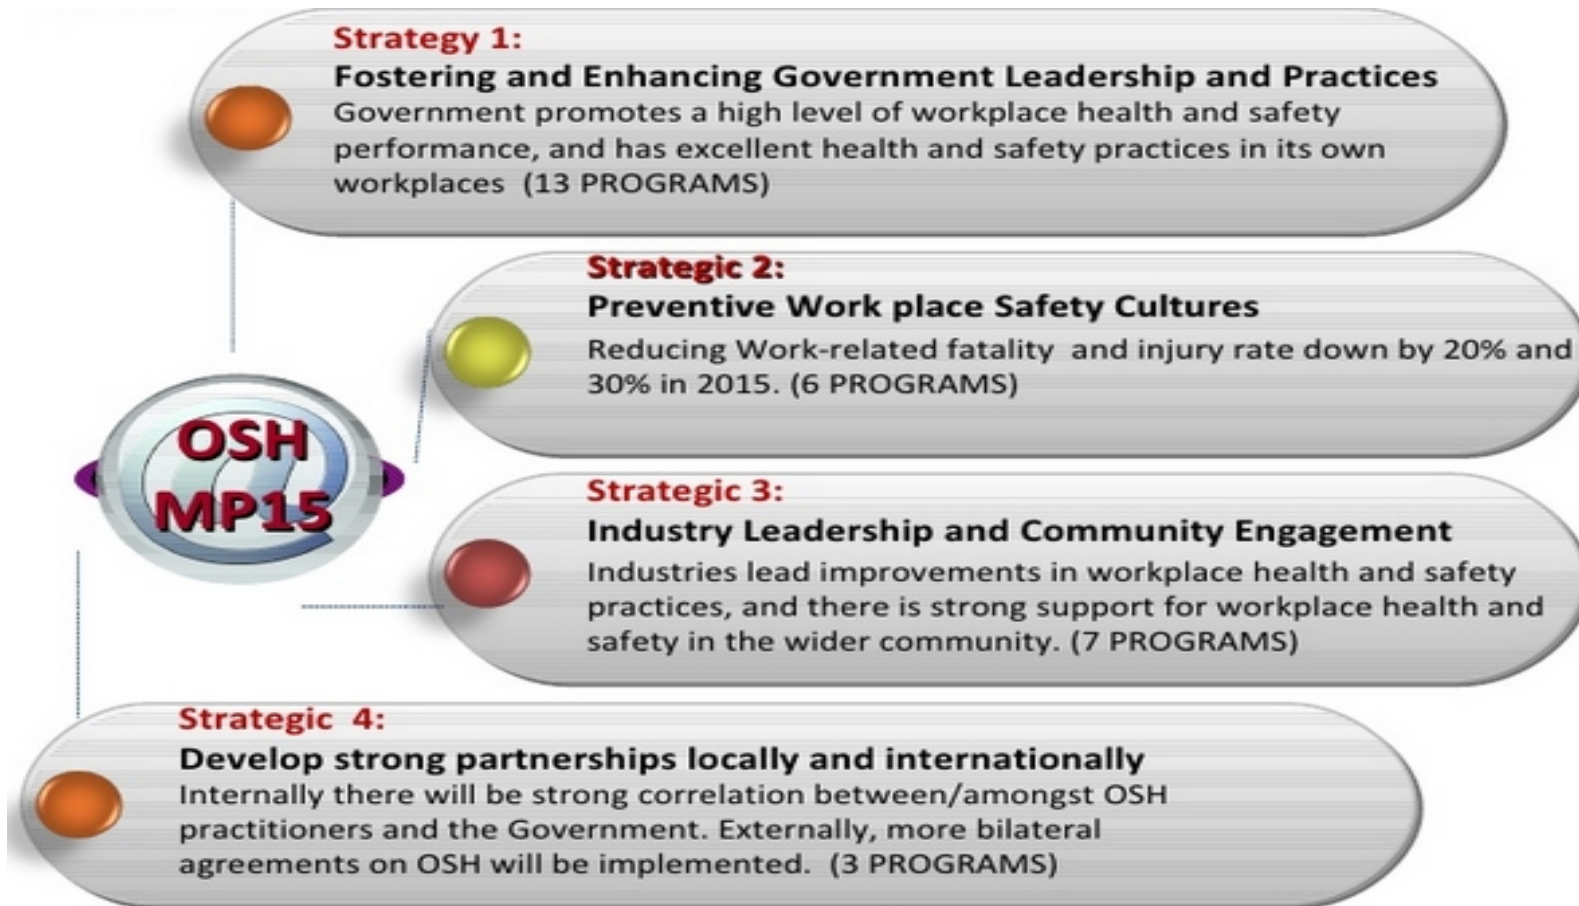 Strategy 1:
Fostering and Enhancing Government Leadership and Practices
Government promotes a high level of workplace health and safety
performance, and has excellent health and safety practices in its own
workplaces (13 PROGRAMS)
Strategic 2:
Preventive Work place Safety Cultures
Reducing Work-related fatality and injury rate down by 20% and
30% in 2015. (6 PROGRAMS)
OSH
MP15
Strategic 3:
Industry Leadership and Community Engagement
Industries lead improvements in workplace health and safety
practices, and there is strong support for workplace health and
safety in the wider community. (7 PROGRAMS)
Strategic 4:
Develop strong partnerships locally and internationally
Internally there will be strong correlation between/amongst OSH
practitioners and the Government. Externally, more bilateral
agreements on OSH will be implemented. (3 PROGRAMS)